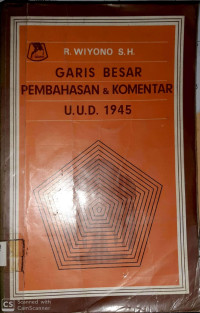 R. WIYONO S.H.
GARIS BESAR
PEMBAHASAN & KOMENTAR
U.U.D. 1945
CS Scanned with
CamScanner